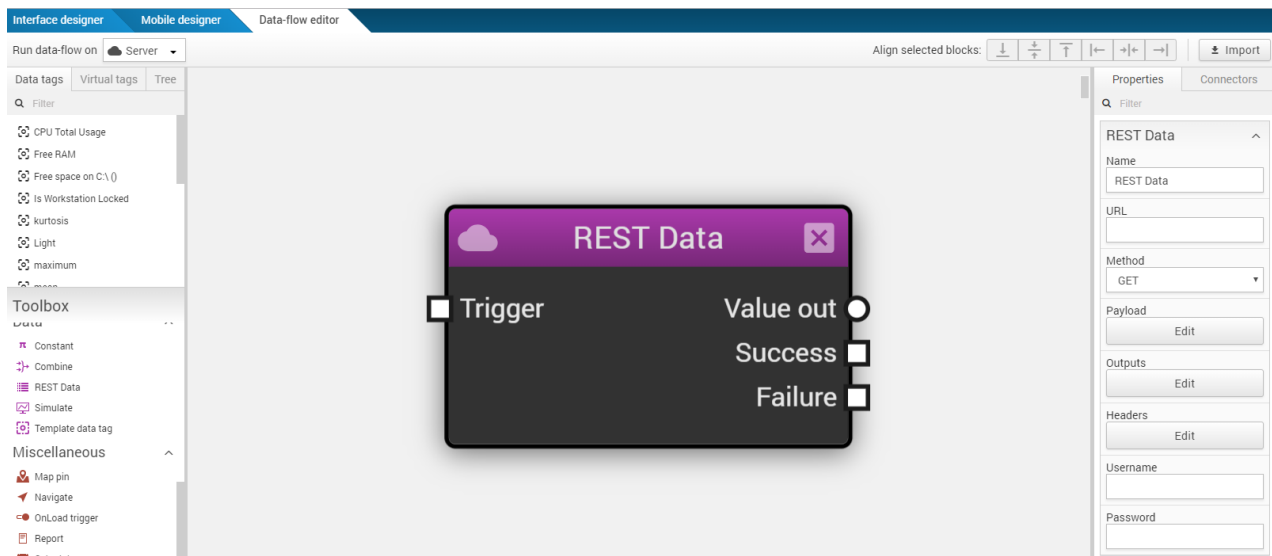 Interface designer Mobile designer Data-flow editor
Run data-flow on Server Align selected blocks: Import
Data tags Virtual tags Tree
Filter
CPU Total Usage
Free RAM
Free space on C:\ ()
Is Workstation Locked
kurtosis
Light
maximum
Toolbox
Data
π Constant
Combine
REST Data
Simulate
Template data tag
Miscellaneous
Map pin
Navigate
OnLoad trigger
Report
REST Data
Trigger
Value out
Success
Failure
Properties Connectors
Filter
REST Data
Name
REST Data
URL
Method
GET
Payload
Edit
Outputs
Edit
Headers
Edit
Username
Password